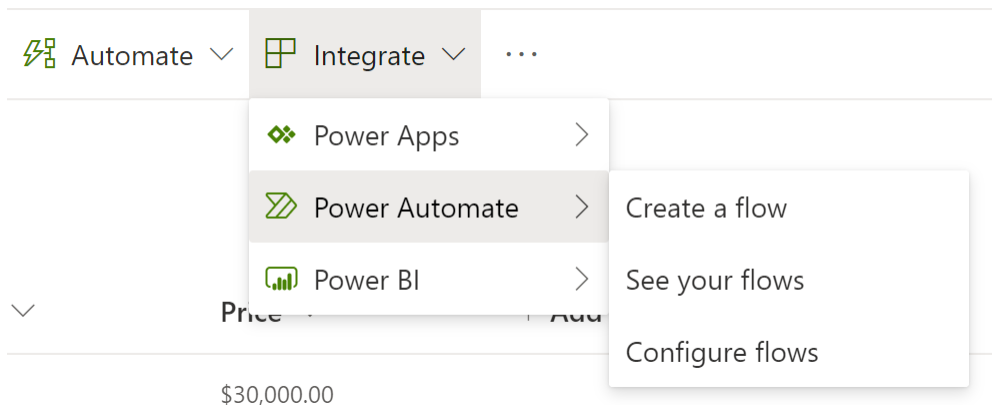 Automate Integrate ...
Power Apps
Power Automate
Create a flow
Power BI
See your flows
Price
Add
Configure flows
$30,000.00